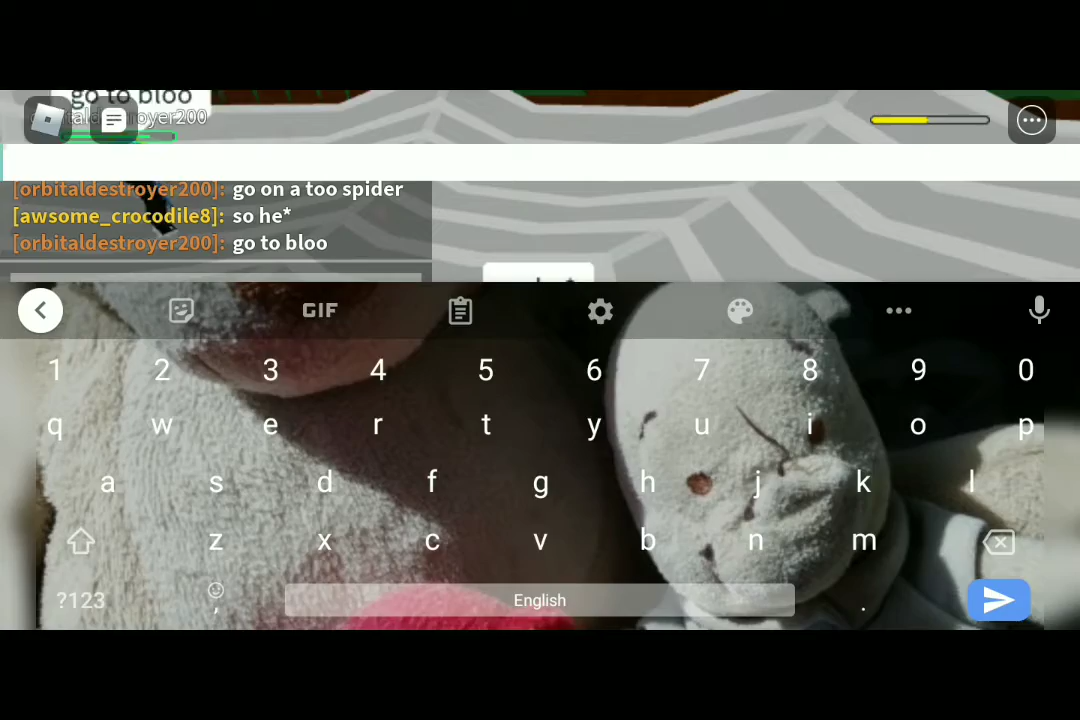 go to bloo
[orbitaldestroyer200]: go on a too spider
[awsome_crocodile8]: so he*
[orbitaldestroyer200]: go to bloo
GIF
1 2 3 4 5 6 7 8 9 0
q w e r t y u i o p
a s d f g h j k l
z x c v b n m
?123 , English .